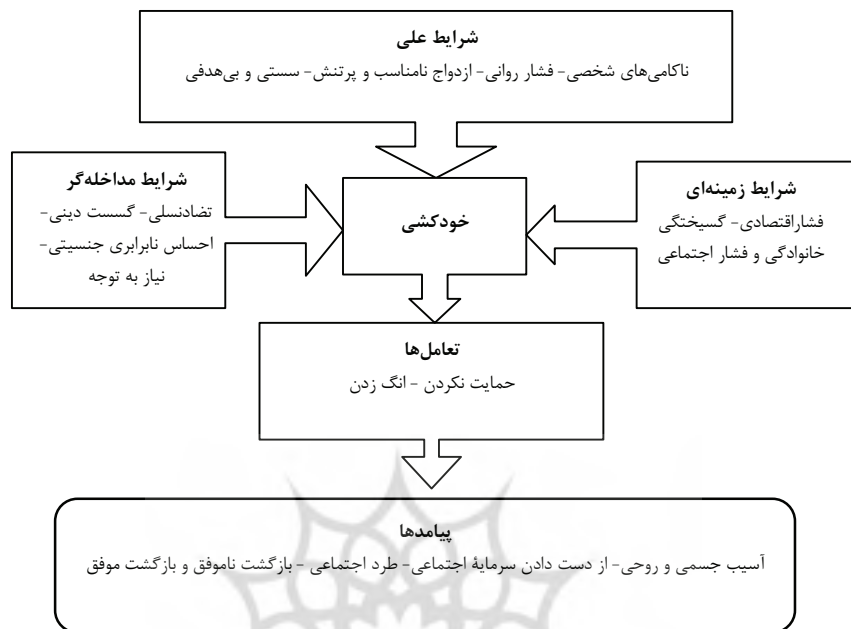 شرایط علی
ناکامی‌های شخصی- فشار روانی- ازدواج نامناسب و پرتنش- سستی و بی‌هدفی
شرایط زمینه‌ای
فشاراقتصادی- گسیختگی
خانوادگی و فشار اجتماعی
خودکشی
شرایط مداخله‌گر
تضادنسلی- گسست دینی-
احساس نابرابری جنسیتی-
نیاز به توجه
تعامل‌ها
حمایت نکردن - انگ زدن
پیامدها
آسیب جسمی و روحی- از دست دادن سرمایۀ اجتماعی- طرد اجتماعی - بازگشت ناموفق و بازگشت موفق